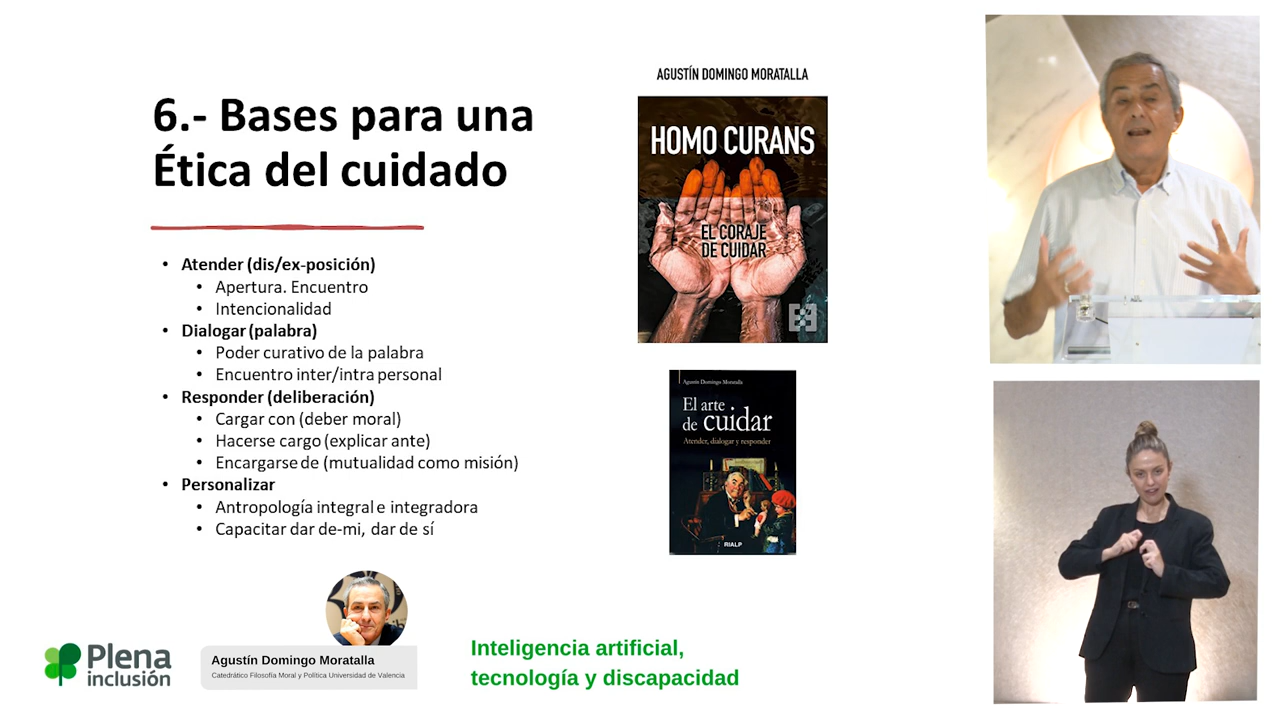 6.- Bases para una
Ética del cuidado
• Atender (dis/ex-posición)
• Apertura. Encuentro
• Intencionalidad
• Dialogar (palabra)
• Poder curativo de la palabra
• Encuentro inter/intra personal
• Responder (deliberación)
• Cargar con (deber moral)
• Hacerse cargo (explicar ante)
• Encargarse de (mutualidad como misión)
• Personalizar
• Antropología integral e integradora
• Capacitar dar de-mi, dar de sí
AGUSTÍN DOMINGO MORATALLA
HOMO CURANS
EL CORAJE
DE CUIDAR
Agustín Domingo Moratalla
El arte
de cuidar
Atender, dialogar y responder
RIALP
Plena
inclusión
Agustín Domingo Moratalla
Catedrático Filosofía Moral y Política Universidad de Valencia
Inteligencia artificial,
tecnología y discapacidad